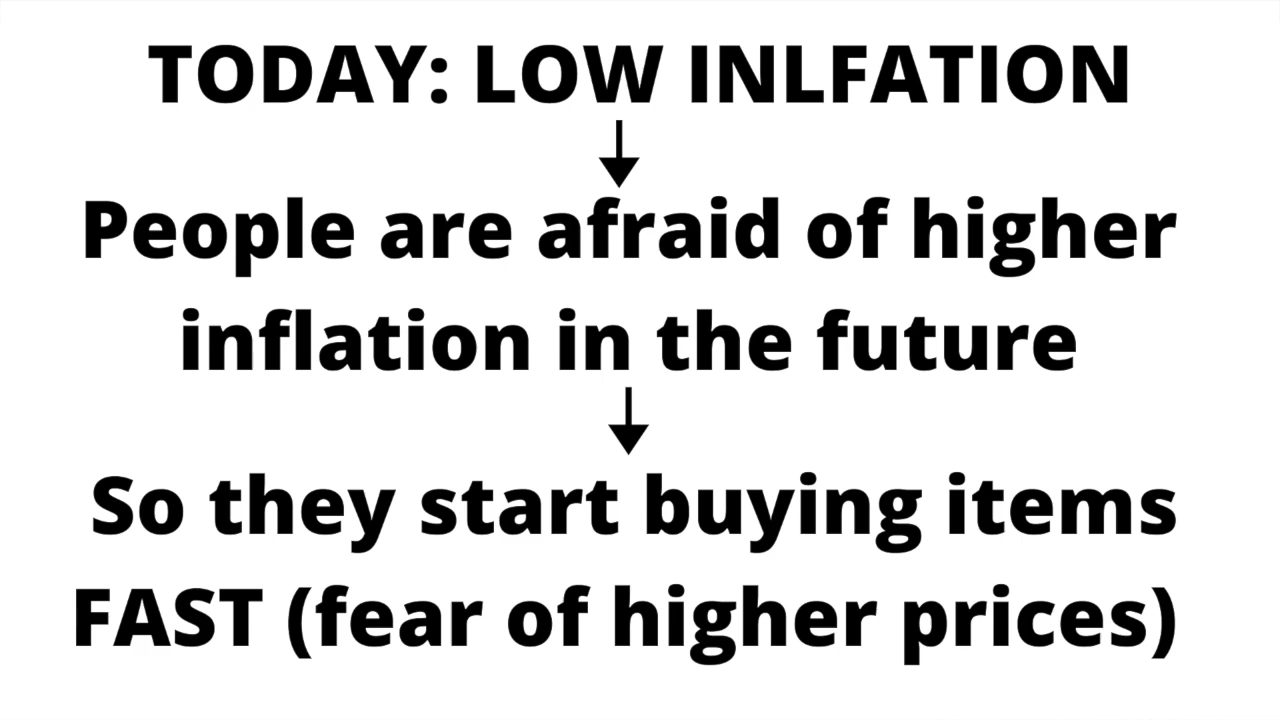 TODAY: LOW INLFATION
People are afraid of higher
inflation in the future
So they start buying items
FAST (fear of higher prices)